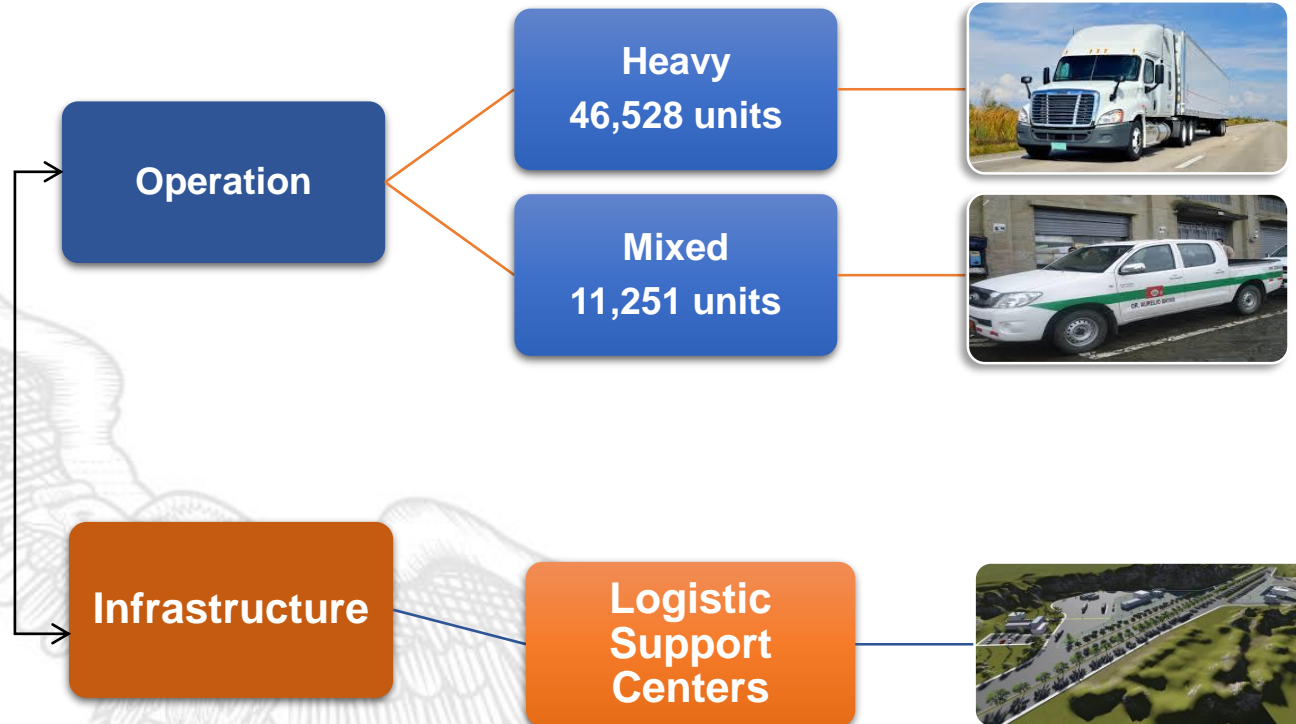 Heavy
46,528 units
Operation
Mixed
11,251 units
Infrastructure
Logistic
Support
Centers